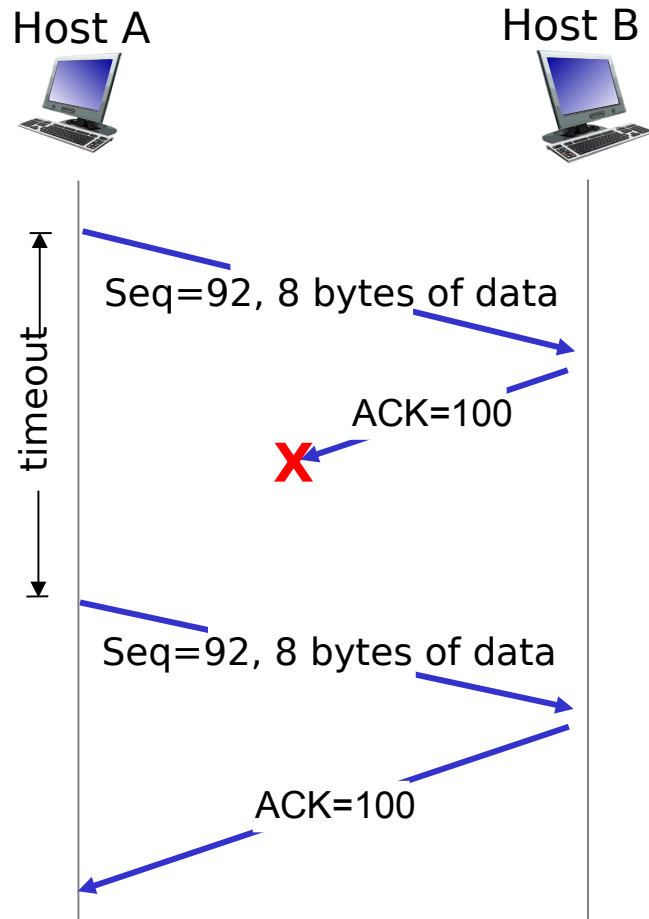 Host A
Host B
Seq=92, 8 bytes of data
timeout
ACK=100
X
Seq=92, 8 bytes of data
ACK=100